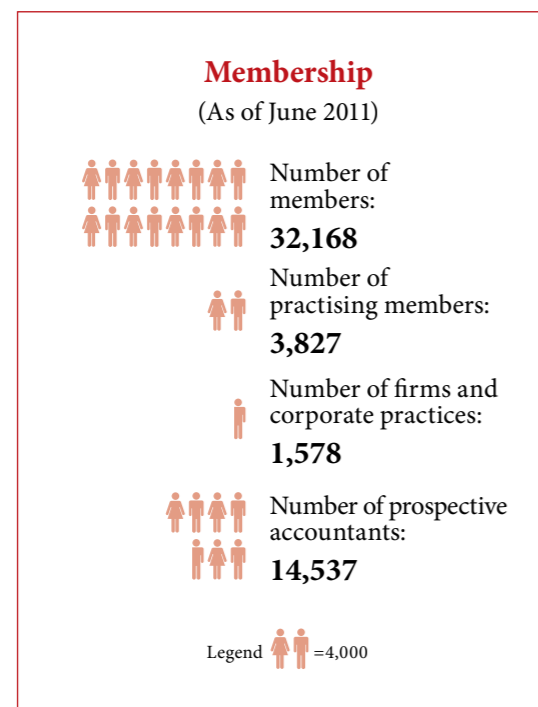 Membership
(As of June 2011)
Number of
members:
32,168
Number of
practising members:
3,827
Number of firms and
corporate practices:
1,578
Number of prospective
accountants:
14,537
Legend =4,000